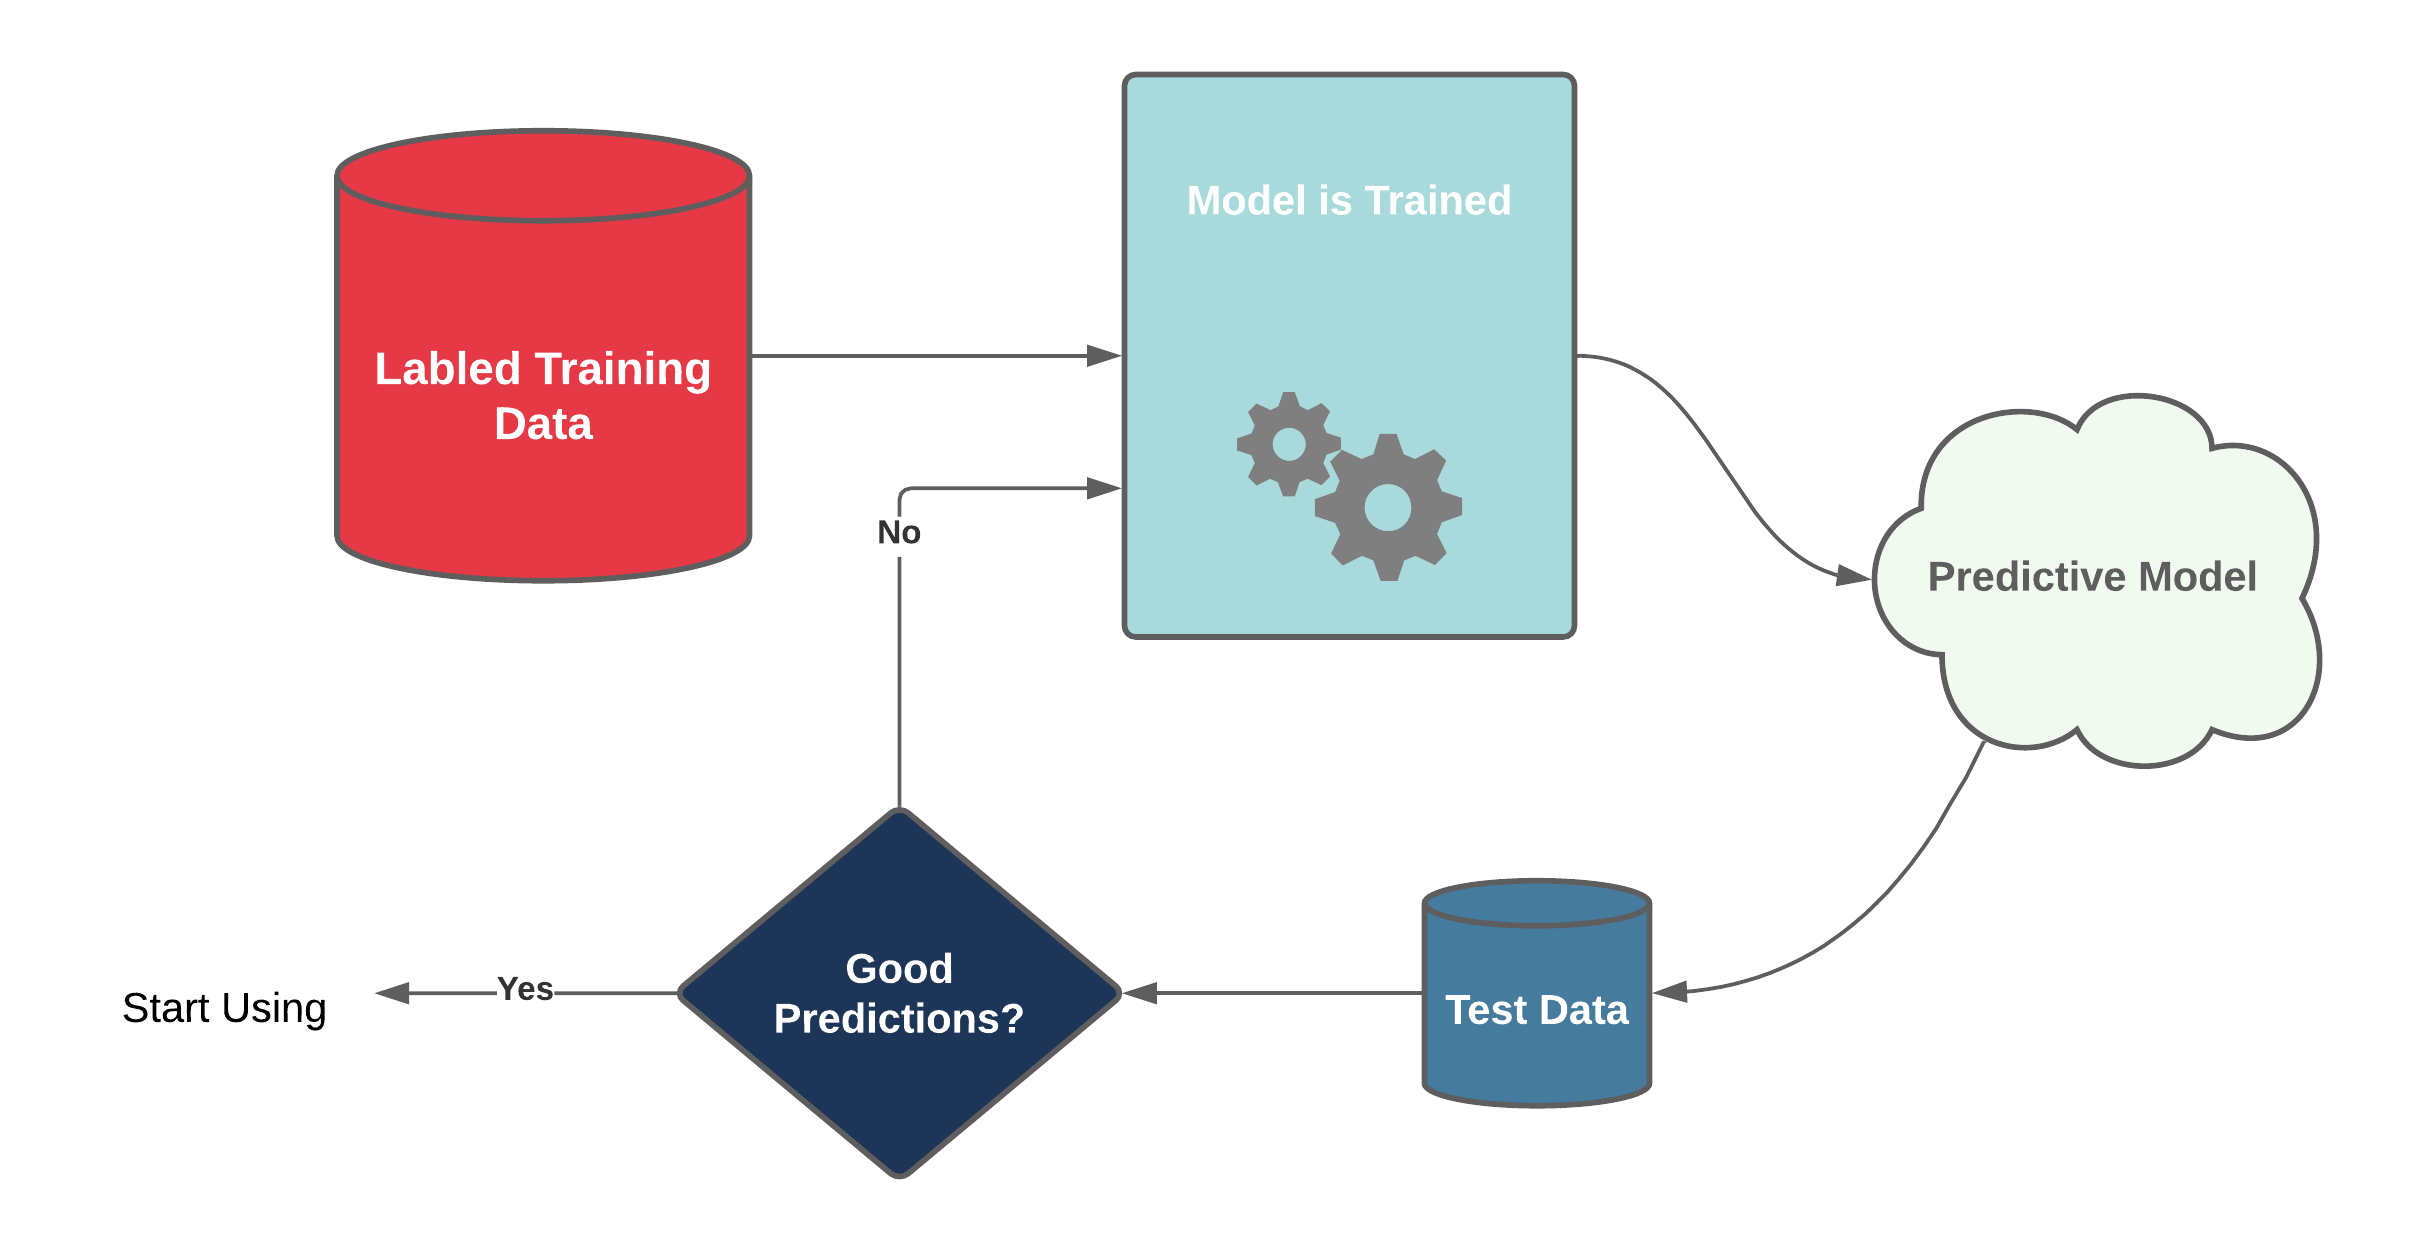 Model is Trained
Labled Training
Data
No
Predictive Model
Good
Predictions?
Yes
Start Using
Test Data